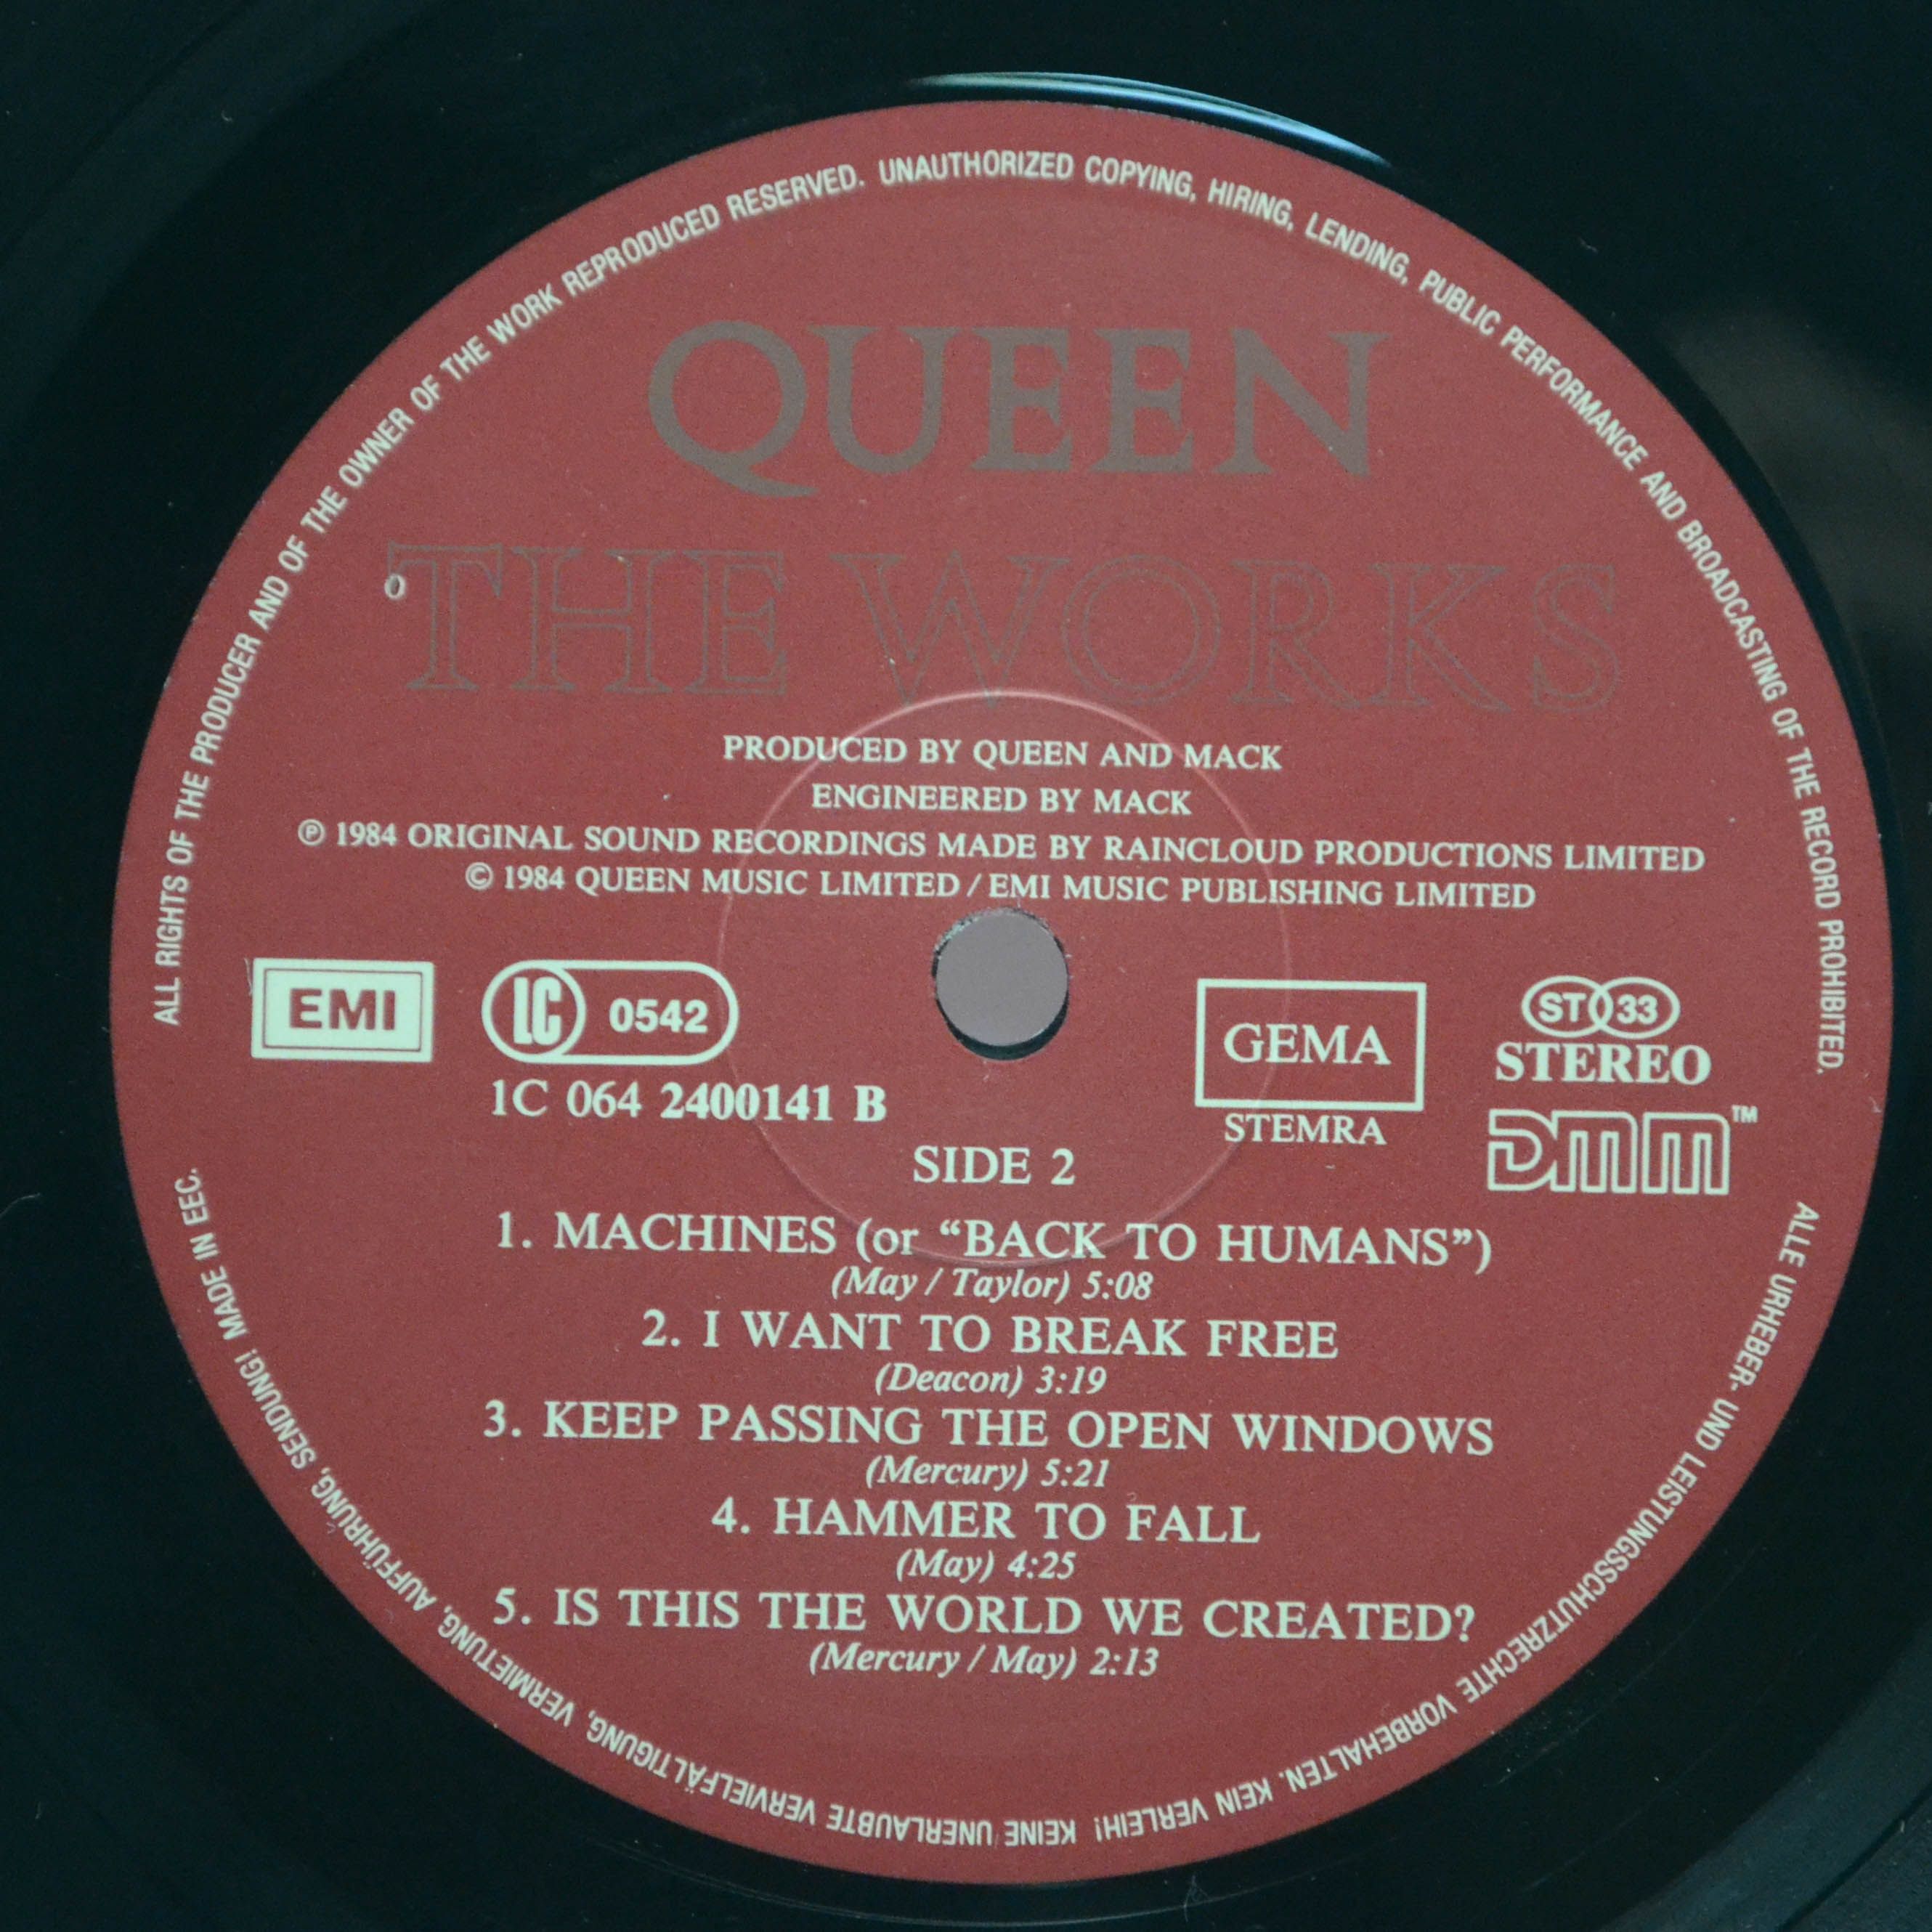 ALL RIGHTS OF THE PRODUCER AND OF THE OWNER OF THE WORK REPRODUCED RESERVED. UNAUTHORIZED COPYING, HIRING, LENDING, PUBLIC PERFORMANCE AND BROADCASTING OF THE RECORD PROHIBITED.
QUEEN
THE WORKS
PRODUCED BY QUEEN AND MACK
ENGINEERED BY MACK
℗ 1984 ORIGINAL SOUND RECORDINGS MADE BY RAINCLOUD PRODUCTIONS LIMITED
© 1984 QUEEN MUSIC LIMITED / EMI MUSIC PUBLISHING LIMITED
EMI
LC 0542
1C 064 2400141 B
GEMA
STEMRA
ST 33
STEREO
DMM™
SIDE 2
1. MACHINES (or “BACK TO HUMANS”)
(May / Taylor) 5:08
2. I WANT TO BREAK FREE
(Deacon) 3:19
3. KEEP PASSING THE OPEN WINDOWS
(Mercury) 5:21
4. HAMMER TO FALL
(May) 4:25
5. IS THIS THE WORLD WE CREATED?
(Mercury / May) 2:13
ALLE URHEBER- UND LEISTUNGSSCHUTZRECHTE VORBEHALTEN. KEIN VERLEIH! KEINE UNERLAUBTE VERVIELFÄLTIGUNG, VERMIETUNG, AUFFÜHRUNG, SENDUNG! MADE IN EEC.